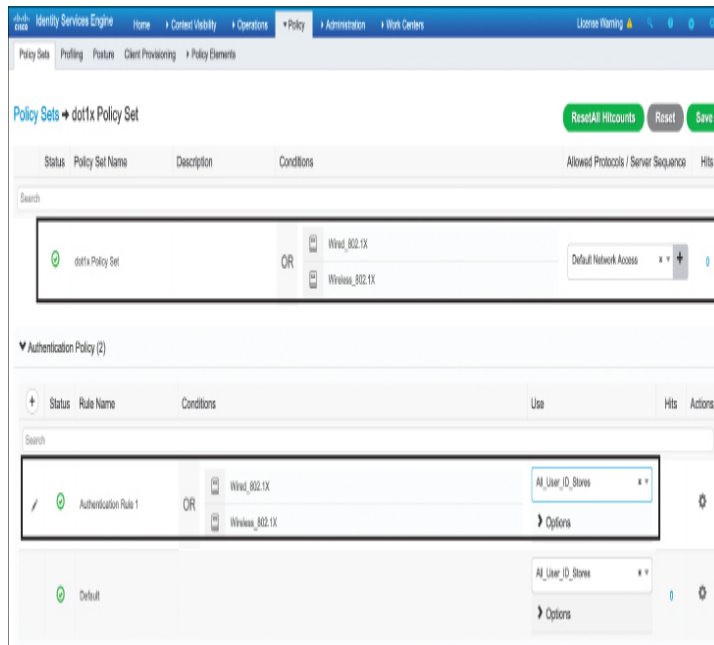 cisco Identity Services Engine Home Context Visibility Operations Policy Administration Work Centers License Warning
Policy Sets Profiling Posture Client Provisioning Policy Elements
Policy Sets → dot1x Policy Set ResetAll Hitcounts Reset Save
Status Policy Set Name Description Conditions Allowed Protocols / Server Sequence Hits
Search
Wired_802.1X
dot1x Policy Set OR Default Network Access x + 0
Wireless_802.1X
Authentication Policy (2)
+ Status Rule Name Conditions Use Hits Actions
Search
Wired_802.1X All_User_ID_Stores x
Authentication Rule 1 OR
Wireless_802.1X Options
All_User_ID_Stores x
Default 0
Options